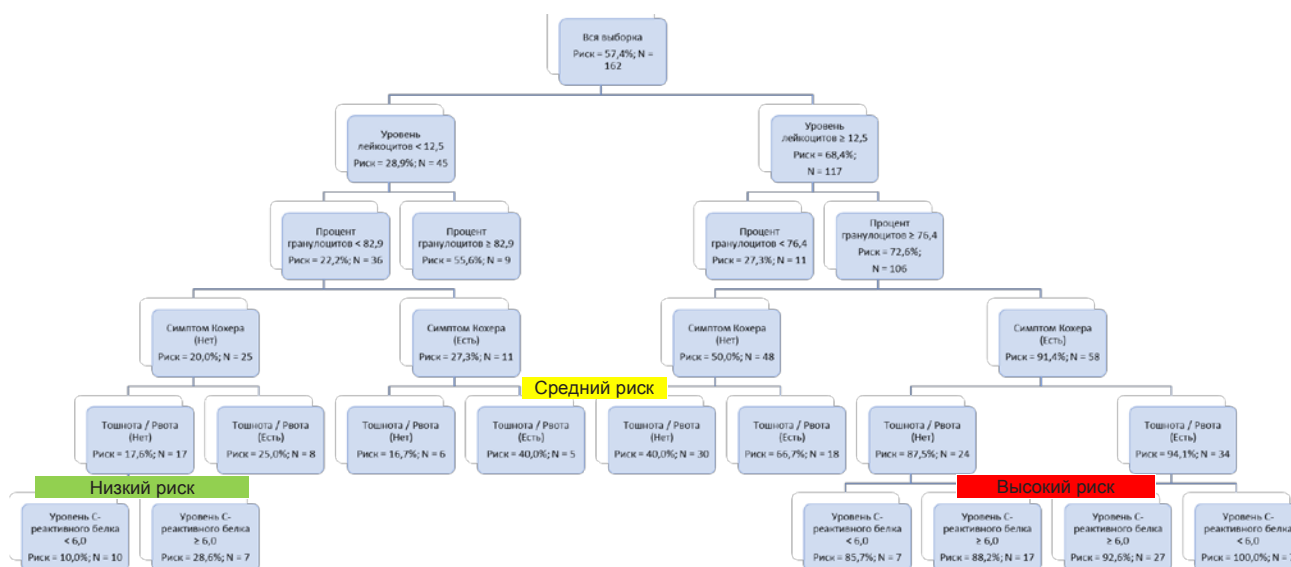 Вся выборка
Риск = 57,4%; N =
162
Уровень
лейкоцитов < 12,5
Риск = 28,9%; N = 45
Уровень
лейкоцитов ≥ 12,5
Риск = 68,4%;
N = 117
Процент
гранулоцитов < 82,9
Риск = 22,2%; N = 36
Процент
гранулоцитов ≥ 82,9
Риск = 55,6%; N = 9
Процент
гранулоцитов < 76,4
Риск = 27,3%; N = 11
Процент
гранулоцитов ≥ 76,4
Риск = 72,6%;
N = 106
Симптом Кохера
(Нет)
Риск = 20,0%; N = 25
Симптом Кохера
(Есть)
Риск = 27,3%; N = 11
Симптом Кохера
(Нет)
Риск = 50,0%; N = 48
Симптом Кохера
(Есть)
Риск = 91,4%; N = 58
Средний риск
Тошнота / Рвота
(Нет)
Риск = 17,6%; N = 17
Тошнота / Рвота
(Есть)
Риск = 25,0%; N = 8
Тошнота / Рвота
(Нет)
Риск = 16,7%; N = 6
Тошнота / Рвота
(Есть)
Риск = 40,0%; N = 5
Тошнота / Рвота
(Нет)
Риск = 40,0%; N = 30
Тошнота / Рвота
(Есть)
Риск = 66,7%; N = 18
Тошнота / Рвота
(Нет)
Риск = 87,5%; N = 24
Тошнота / Рвота
(Есть)
Риск = 94,1%; N = 34
Низкий риск
Высокий риск
Уровень С-
реактивного белка
< 6,0
Риск = 10,0%; N = 10
Уровень С-
реактивного белка
≥ 6,0
Риск = 28,6%; N = 7
Уровень С-
реактивного белка
< 6,0
Риск = 85,7%; N = 7
Уровень С-
реактивного белка
≥ 6,0
Риск = 88,2%; N = 17
Уровень С-
реактивного белка
≥ 6,0
Риск = 92,6%; N = 27
Уровень С-
реактивного белка
< 6,0
Риск = 100,0%; N = 7